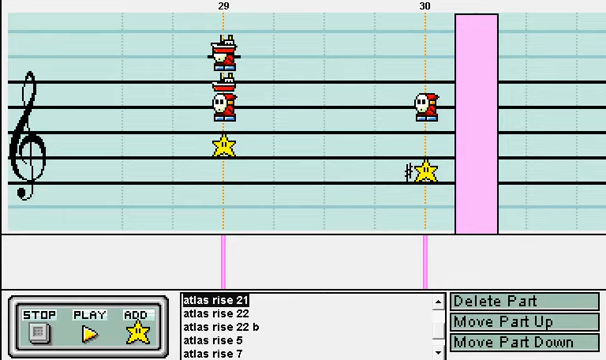 29 30
STOP PLAY ADD
atlas rise 21
atlas rise 22
atlas rise 22 b
atlas rise 5
atlas rise 7
Delete Part
Move Part Up
Move Part Down